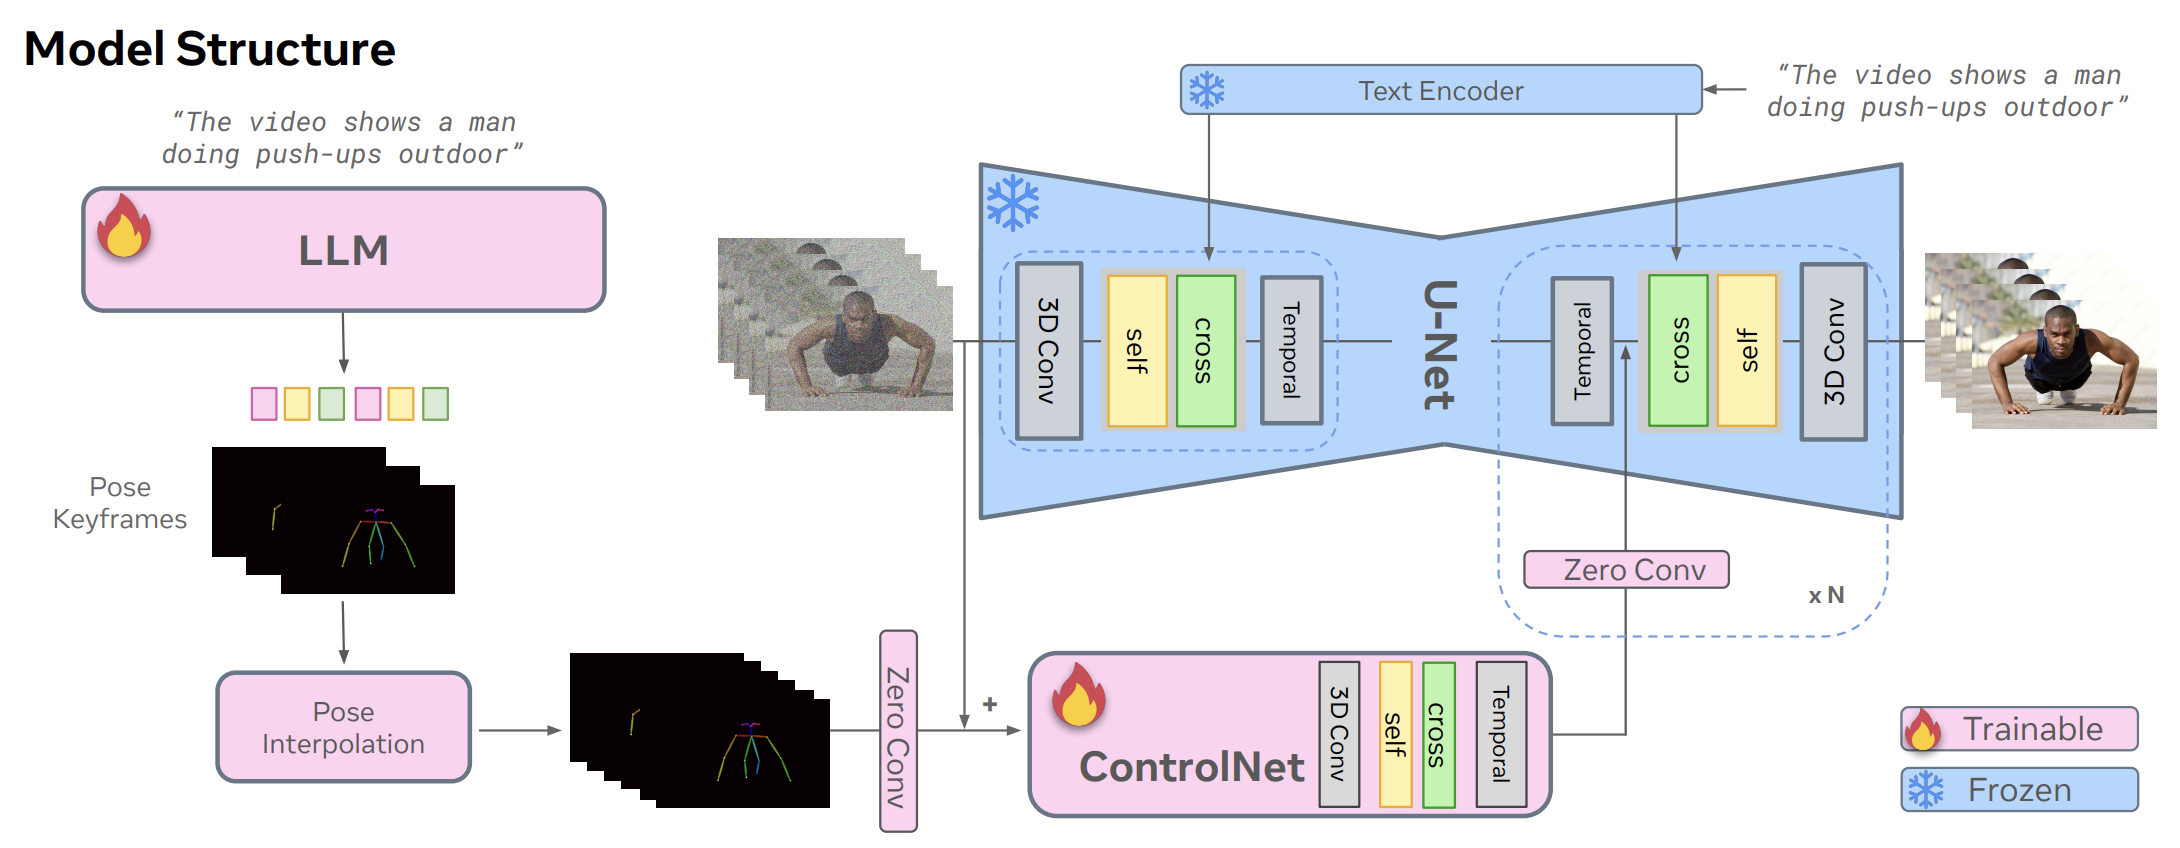 Model Structure
“The video shows a man
doing push-ups outdoor”
LLM
Pose
Keyframes
Pose
Interpolation
Zero Conv
+
Text Encoder
“The video shows a man
doing push-ups outdoor”
3D Conv
self
cross
Temporal
U-Net
Temporal
cross
self
3D Conv
Zero Conv
x N
ControlNet
3D Conv
self
cross
Temporal
Trainable
Frozen